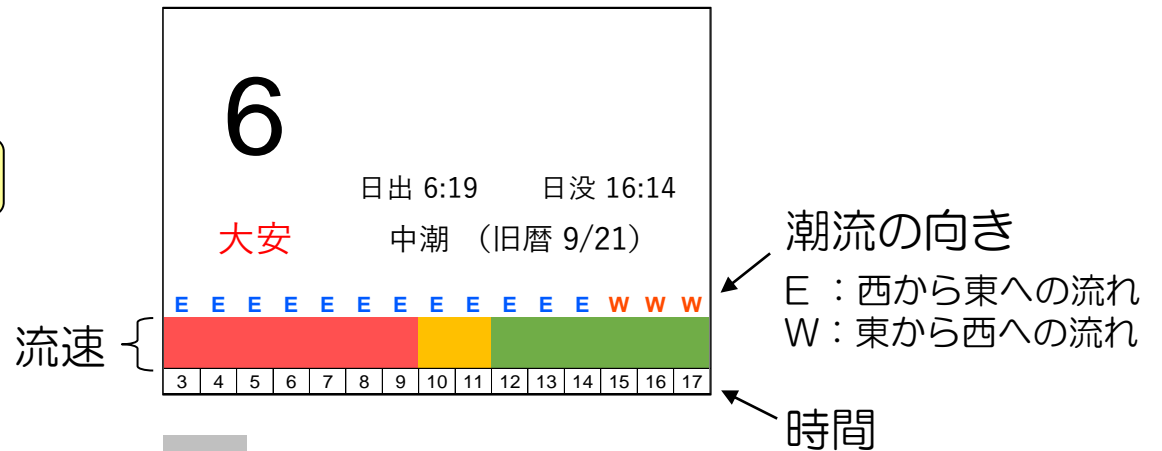 6
日出 6:19 日没 16:14
大安 中潮 （旧暦 9/21）
E E E E E E E E E E E E W W W
3 4 5 6 7 8 9 10 11 12 13 14 15 16 17
流速
潮流の向き
E ：西から東への流れ
W：東から西への流れ
時間